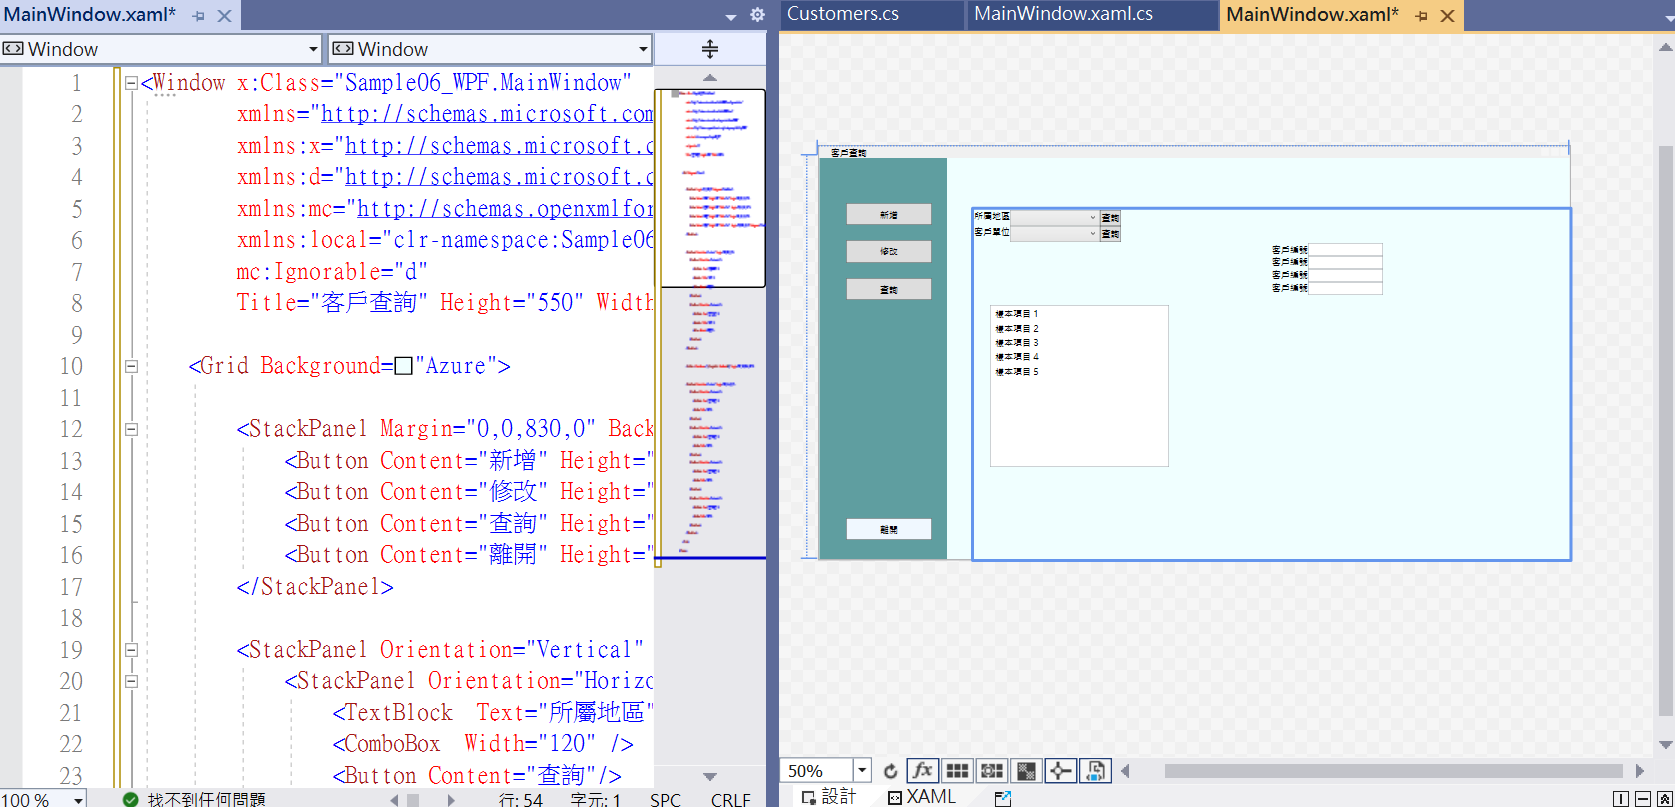 MainWindow.xaml*
Window
Window
1 <Window x:Class="Sample06_WPF.MainWindow"
2 xmlns="http://schemas.microsoft.com
3 xmlns:x="http://schemas.microsoft.c
4 xmlns:d="http://schemas.microsoft.c
5 xmlns:mc="http://schemas.openxmlfor
6 xmlns:local="clr-namespace:Sample06
7 mc:Ignorable="d"
8 Title="客戶查詢" Height="550" Width
9
10 <Grid Background="Azure">
11
12 <StackPanel Margin="0,0,830,0" Back
13 <Button Content="新增" Height="
14 <Button Content="修改" Height="
15 <Button Content="查詢" Height="
16 <Button Content="離開" Height="
17 </StackPanel>
18
19 <StackPanel Orientation="Vertical"
20 <StackPanel Orientation="Horizo
21 <TextBlock Text="所屬地區"
22 <ComboBox Width="120" />
23 <Button Content="查詢"/>
100 %
找不到任何問題
行: 54
字元: 1
SPC
CRLF
Customers.cs
MainWindow.xaml.cs
MainWindow.xaml*
客戶查詢
新增
修改
查詢
離開
所屬地區
查詢
客戶單位
查詢
客戶編號
客戶編號
客戶編號
客戶編號
樣本項目 1
樣本項目 2
樣本項目 3
樣本項目 4
樣本項目 5
50%
fx
設計
XAML